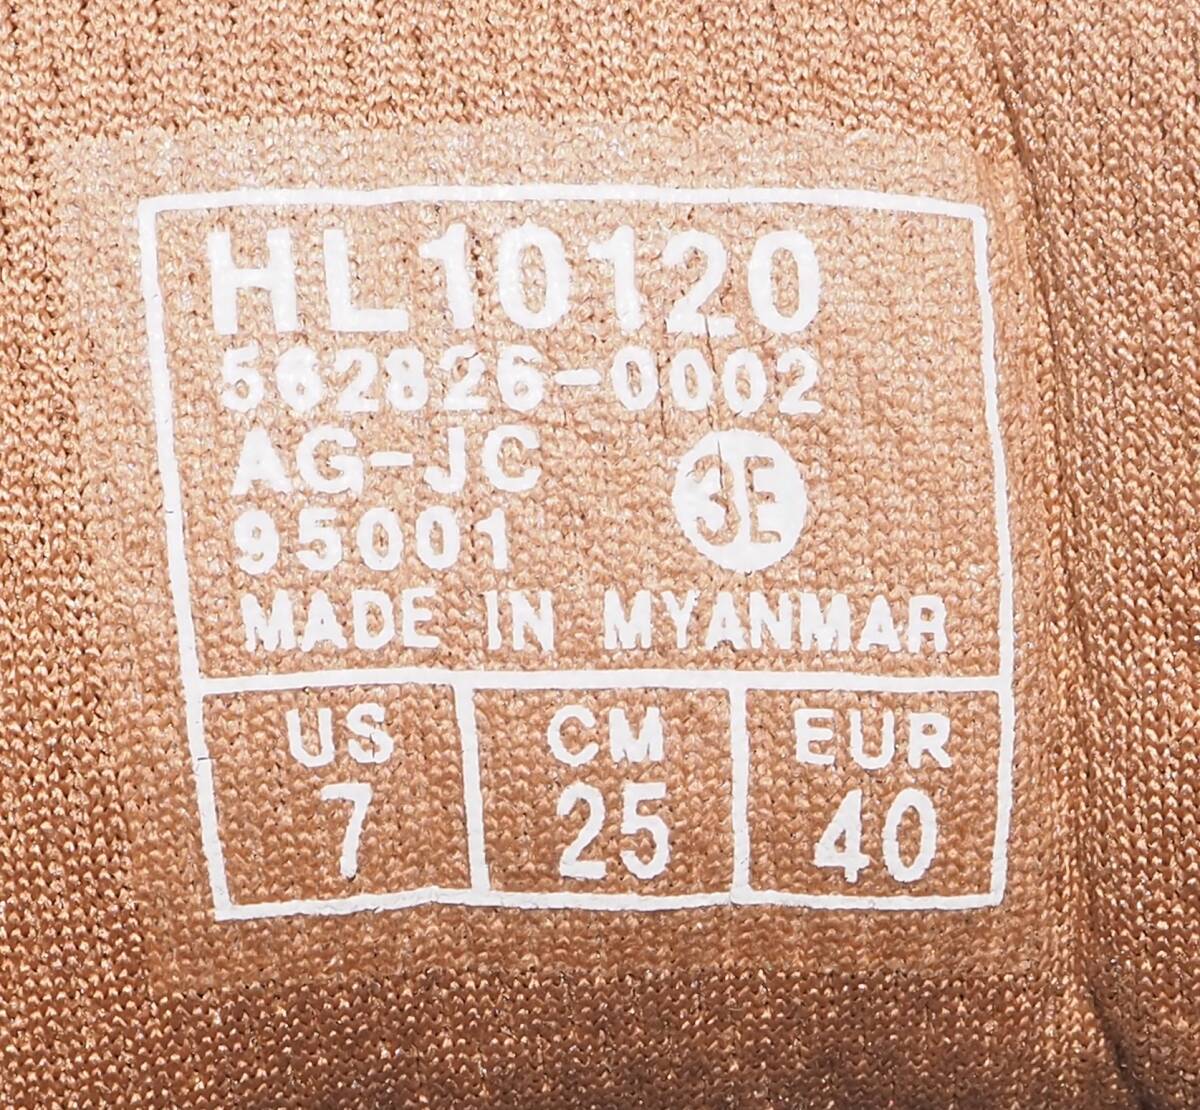 HL10120
562826-0002
AG-JC
3E
95001
MADE IN MYANMAR
US CM EUR
7 25 40